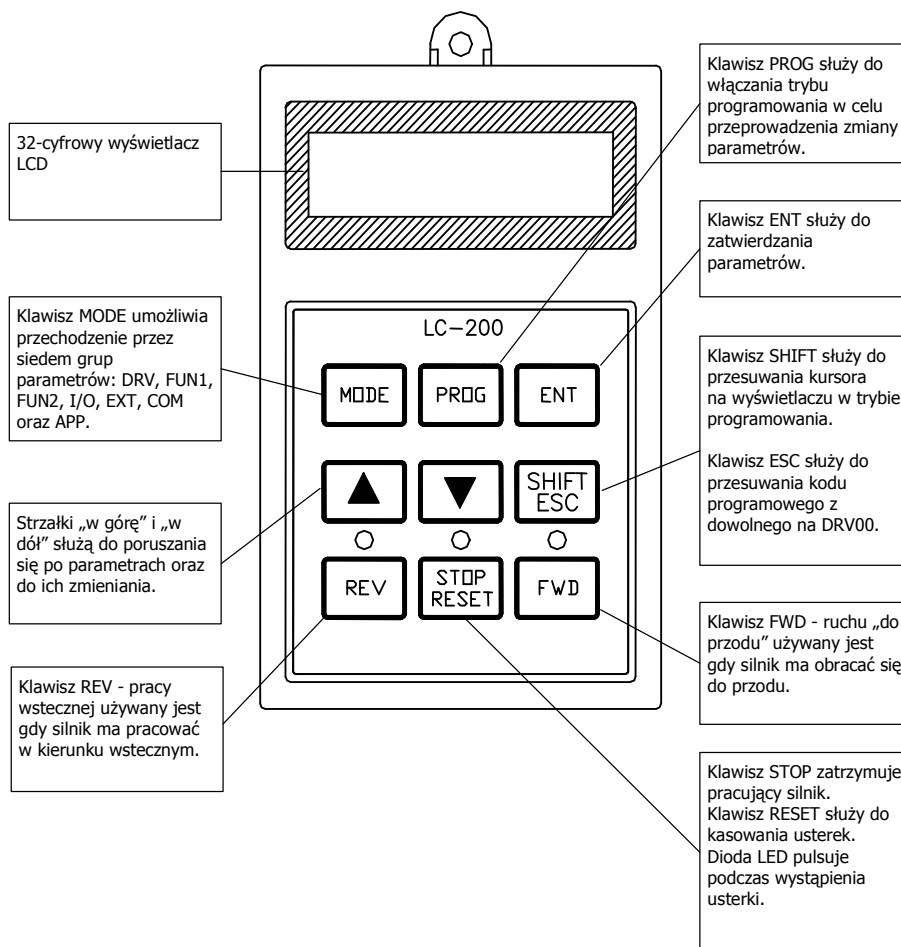 32-cyfrowy wyświetlacz
LCD
Klawisz MODE umożliwia
przechodzenie przez
siedem grup
parametrów: DRV, FUN1,
FUN2, I/O, EXT, COM
oraz APP.
Strzałki „w górę” i „w
dół” służą do poruszania
się po parametrach oraz
do ich zmieniania.
Klawisz REV - pracy
wstecznej używany jest
gdy silnik ma pracować
w kierunku wstecznym.
LC-200
MODE
PROG
ENT
SHIFT
ESC
REV
STOP
RESET
FWD
Klawisz PROG służy do
włączania trybu
programowania w celu
przeprowadzenia zmiany
parametrów.
Klawisz ENT służy do
zatwierdzania
parametrów.
Klawisz SHIFT służy do
przesuwania kursora
na wyświetlaczu w trybie
programowania.
Klawisz ESC służy do
przesuwania kodu
programowego z
dowolnego na DRV00.
Klawisz FWD - ruchu „do
przodu” używany jest
gdy silnik ma obracać się
do przodu.
Klawisz STOP zatrzymuje
pracujący silnik.
Klawisz RESET służy do
kasowania usterek.
Dioda LED pulsuje
podczas wystąpienia
usterki.